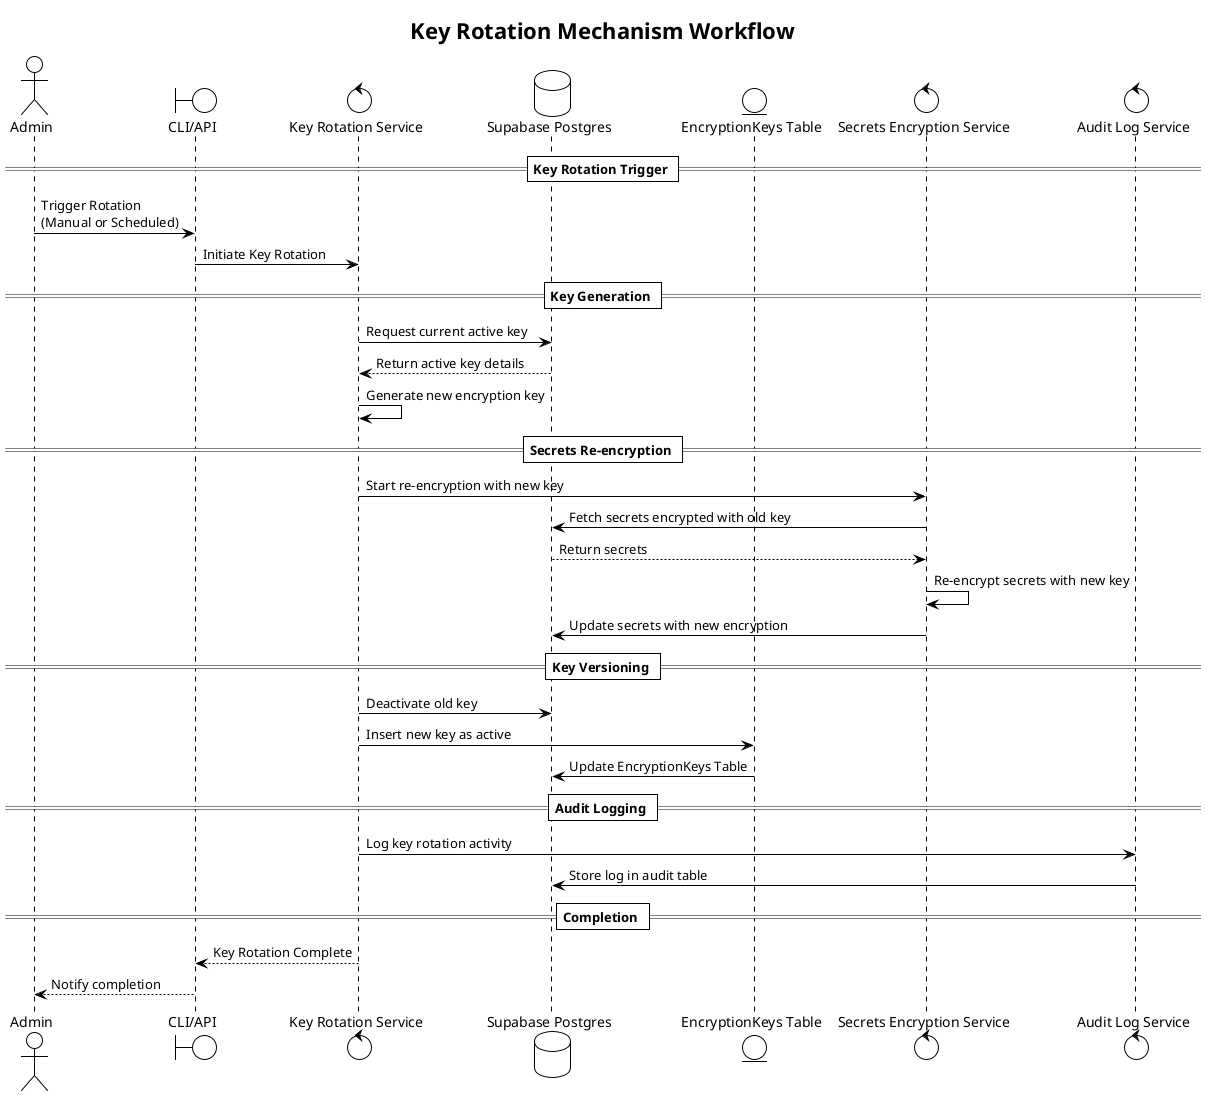 Key Rotation Mechanism Workflow
Admin
CLI/API
Key Rotation Service
Supabase Postgres
EncryptionKeys Table
Secrets Encryption Service
Audit Log Service
Key Rotation Trigger
Trigger Rotation
(Manual or Scheduled)
Initiate Key Rotation
Key Generation
Request current active key
Return active key details
Generate new encryption key
Secrets Re-encryption
Start re-encryption with new key
Fetch secrets encrypted with old key
Return secrets
Re-encrypt secrets with new key
Update secrets with new encryption
Key Versioning
Deactivate old key
Insert new key as active
Update EncryptionKeys Table
Audit Logging
Log key rotation activity
Store log in audit table
Completion
Key Rotation Complete
Notify completion
Admin
CLI/API
Key Rotation Service
Supabase Postgres
EncryptionKeys Table
Secrets Encryption Service
Audit Log Service